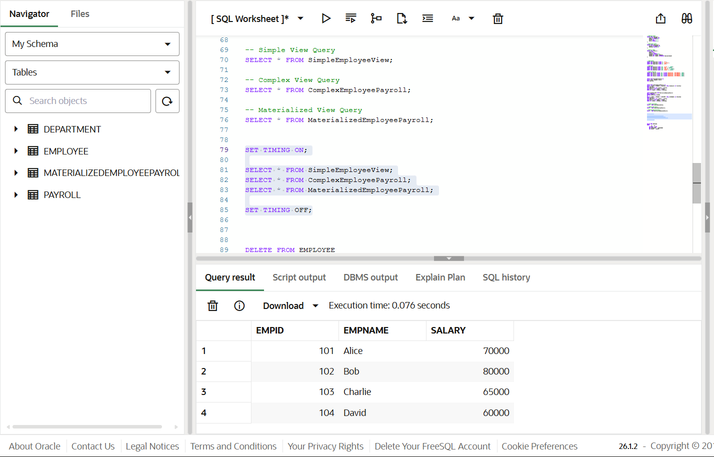 Navigator
Files
My Schema
Tables
Search objects
DEPARTMENT
EMPLOYEE
MATERIALIZEDEMPLOYEEPAYROL
PAYROLL
[ SQL Worksheet ]*
Aa
68
69 -- Simple View Query
70 SELECT * FROM SimpleEmployeeView;
71
72 -- Complex View Query
73 SELECT * FROM ComplexEmployeePayroll;
74
75 -- Materialized View Query
76 SELECT * FROM MaterializedEmployeePayroll;
77
78
79 SET TIMING ON;
80
81 SELECT * FROM SimpleEmployeeView;
82 SELECT * FROM ComplexEmployeePayroll;
83 SELECT * FROM MaterializedEmployeePayroll;
84
85 SET TIMING OFF;
86
87
88
89 DELETE FROM EMPLOYEE
Query result Script output DBMS output Explain Plan SQL history
Download Execution time: 0.076 seconds
EMPID EMPNAME SALARY
1 101 Alice 70000
2 102 Bob 80000
3 103 Charlie 65000
4 104 David 60000
About Oracle Contact Us Legal Notices Terms and Conditions Your Privacy Rights Delete Your FreeSQL Account Cookie Preferences 26.1.2 - Copyright © 20